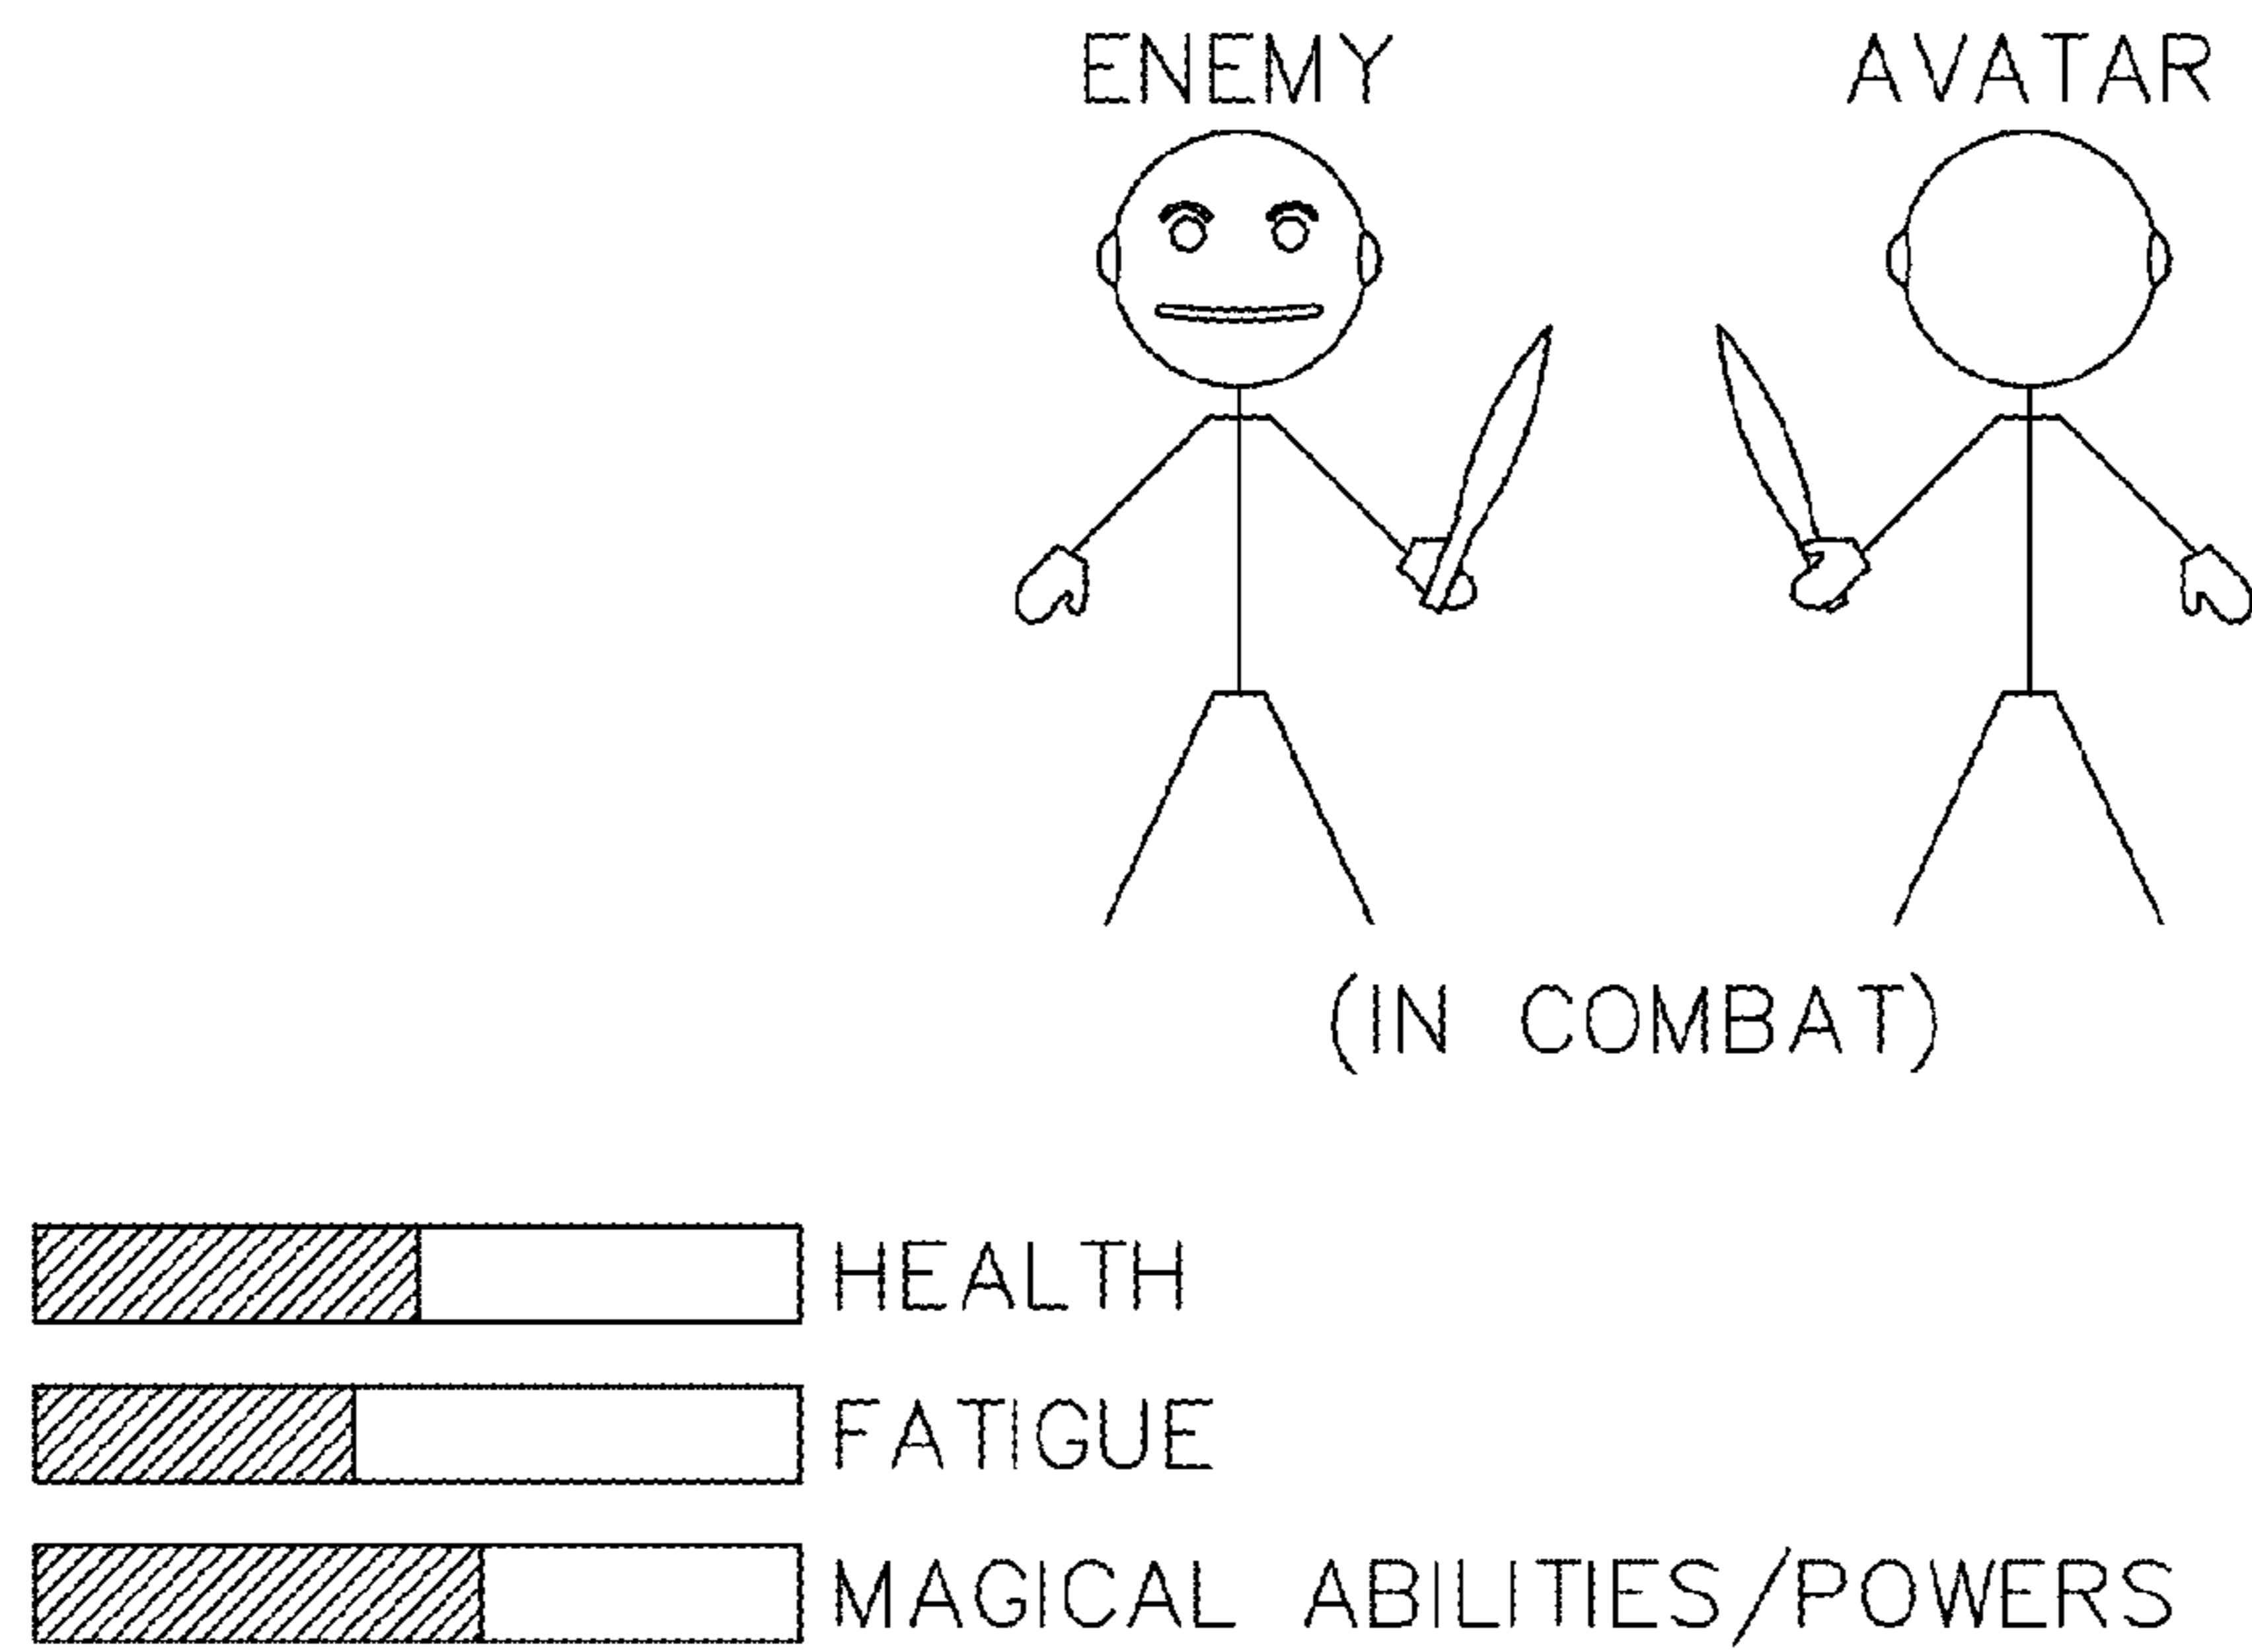 ENEMY AVATAR
(IN COMBAT)
HEALTH
FATIGUE
MAGICAL ABILITIES/POWERS